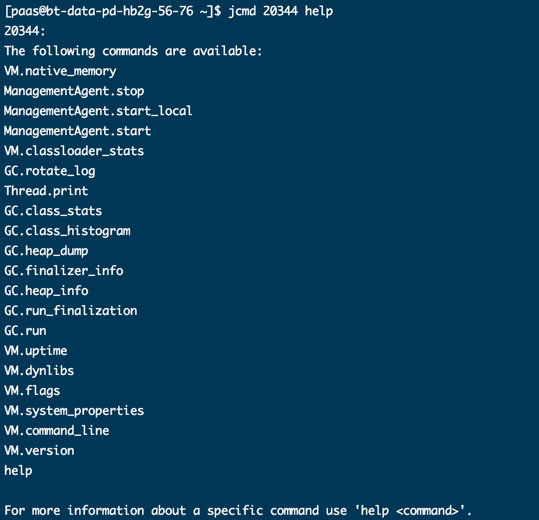 [paas@bt-data-pd-hb2g-56-76 ~]$ jcmd 20344 help
20344:
The following commands are available:
VM.native_memory
ManagementAgent.stop
ManagementAgent.start_local
ManagementAgent.start
VM.classloader_stats
GC.rotate_log
Thread.print
GC.class_stats
GC.class_histogram
GC.heap_dump
GC.finalizer_info
GC.heap_info
GC.run_finalization
GC.run
VM.uptime
VM.dynlibs
VM.flags
VM.system_properties
VM.command_line
VM.version
help
For more information about a specific command use 'help <command>'.